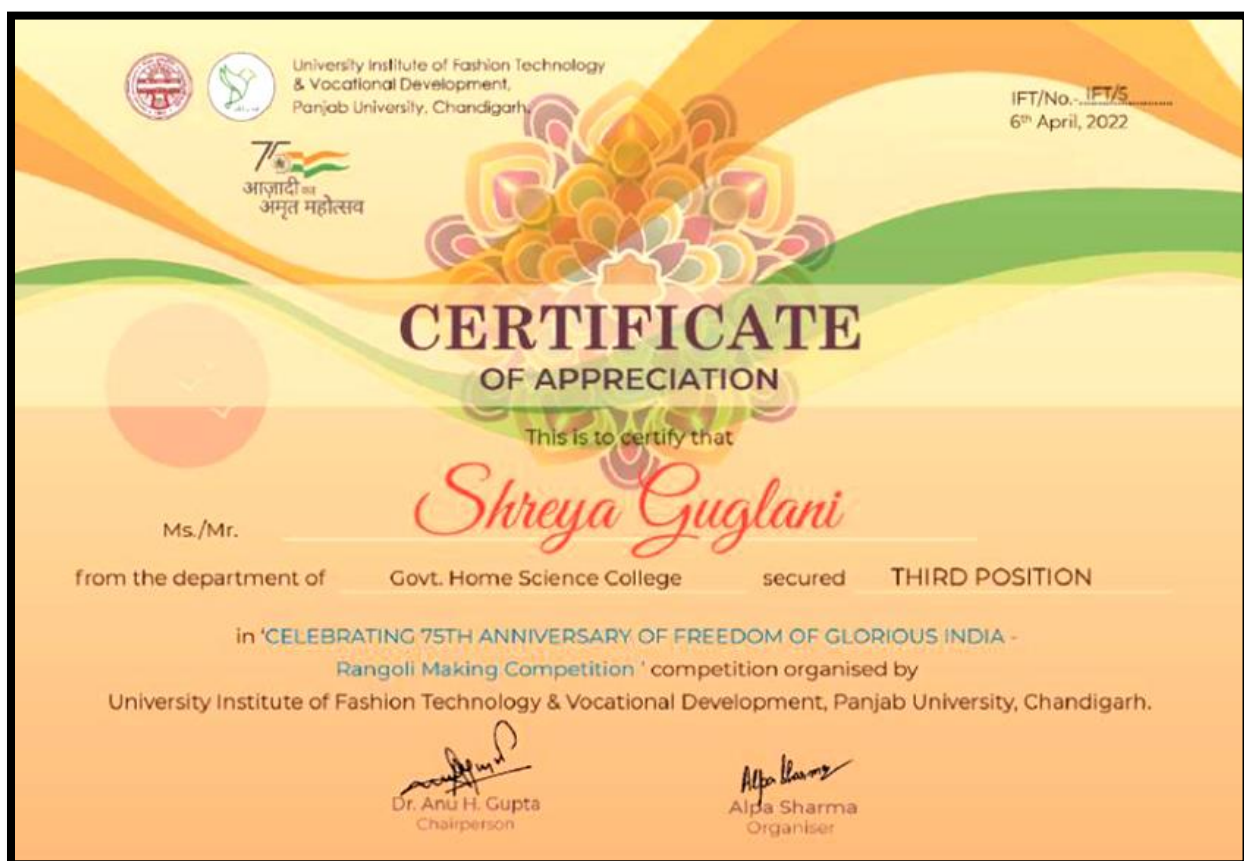 University Institute of Fashion Technology
& Vocational Development,
Panjab University, Chandigarh.
IFT/No.- IFT/5
6th April, 2022
75
आज़ादी का
अमृत महोत्सव
CERTIFICATE
OF APPRECIATION
This is to certify that
Ms./Mr. Shreya Guglani
from the department of Govt. Home Science College secured THIRD POSITION
in 'CELEBRATING 75TH ANNIVERSARY OF FREEDOM OF GLORIOUS INDIA -
Rangoli Making Competition ' competition organised by
University Institute of Fashion Technology & Vocational Development, Panjab University, Chandigarh.
Alpa Sharma
Dr. Anu H. Gupta
Chairperson
Alpa Sharma
Organiser